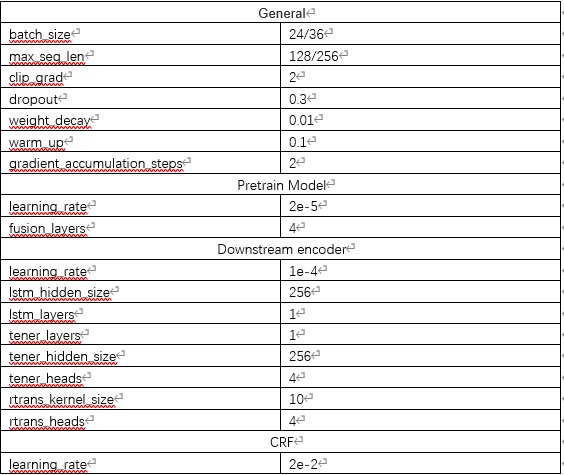 General
batch_size 24/36
max_seq_len 128/256
clip_grad 2
dropout 0.3
weight_decay 0.01
warm_up 0.1
gradient_accumulation_steps 2
Pretrain Model
learning_rate 2e-5
fusion_layers 4
Downstream encoder
learning_rate 1e-4
lstm_hidden_size 256
lstm_layers 1
tener_layers 1
tener_hidden_size 256
tener_heads 4
rtrans_kernel_size 10
rtrans_heads 4
CRF
learning_rate 2e-2